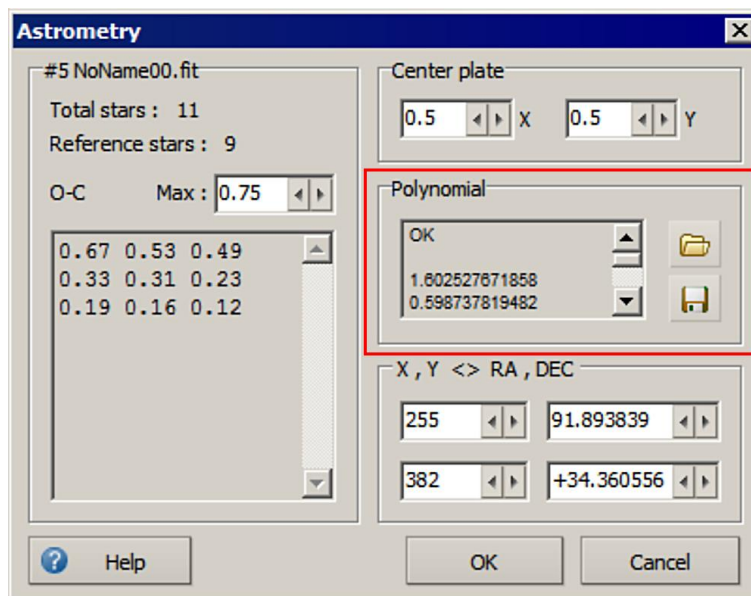 Astrometry
#5 NoName00.fit
Total stars : 11
Reference stars : 9
O-C Max : 0.75
0.67 0.53 0.49
0.33 0.31 0.23
0.19 0.16 0.12
Center plate
0.5 X 0.5 Y
Polynomial
OK
1.602527671858
0.598737819482
X , Y <> RA , DEC
255 91.893839
382 +34.360556
Help OK Cancel